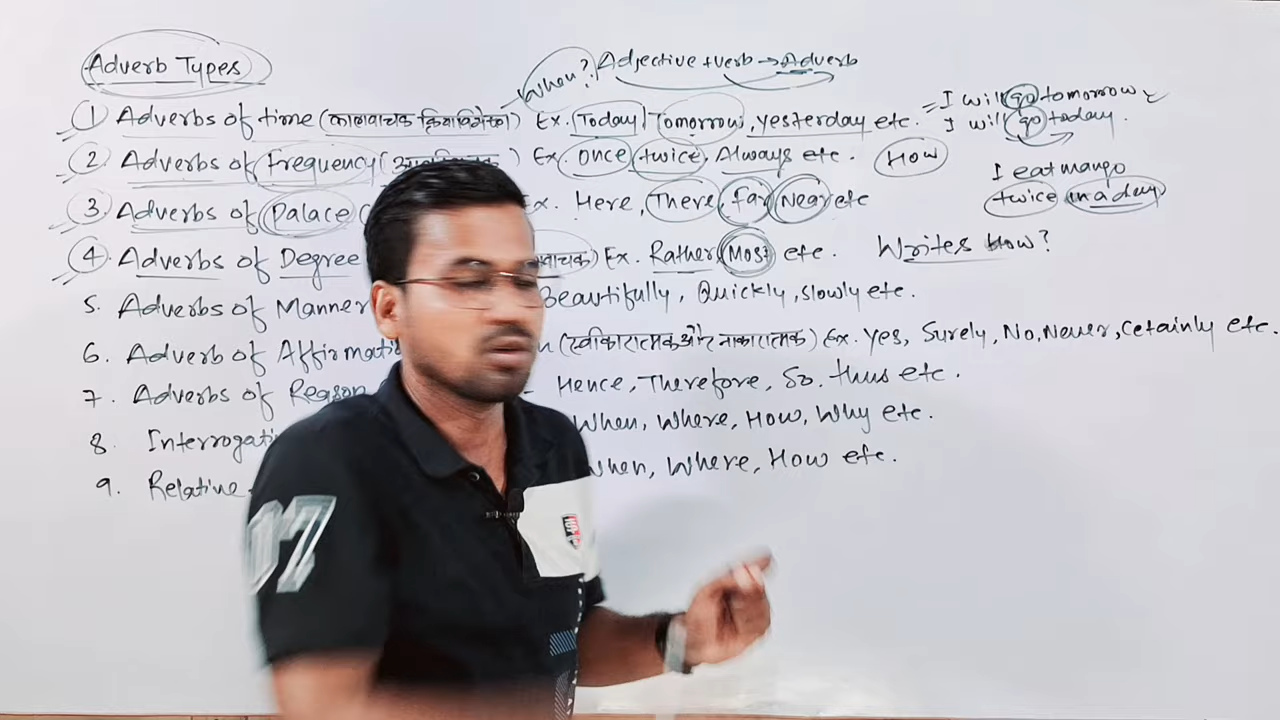 Adverb Types
When? Adjective + verb → Adverb
1) Adverbs of time (कालवाचक क्रियाविशेषण) Ex. (Today) Tomorrow, yesterday etc. = I will go tomorrow
I will go today.
2) Adverbs of frequency ( ) Ex. once, twice, Always etc. How
I eat mango
twice in a day
3) Adverbs of Palace ( Ex. Here, There, far, Near etc
4) Adverbs of Degree वाचक) Ex. Rather, Most etc. Writes How?
5. Adverbs of Manner Beautifully, Quickly, slowly etc.
6. Adverb of Affirmati (स्वीकारात्मक और नाकारात्मक) Ex. Yes, Surely, No, Never, Cetainly etc.
7. Adverbs of Reason - Hence, Therefore, So, thus etc.
8. Interrogati When, Where, How, Why etc.
9. Relative When, Where, How etc.
07